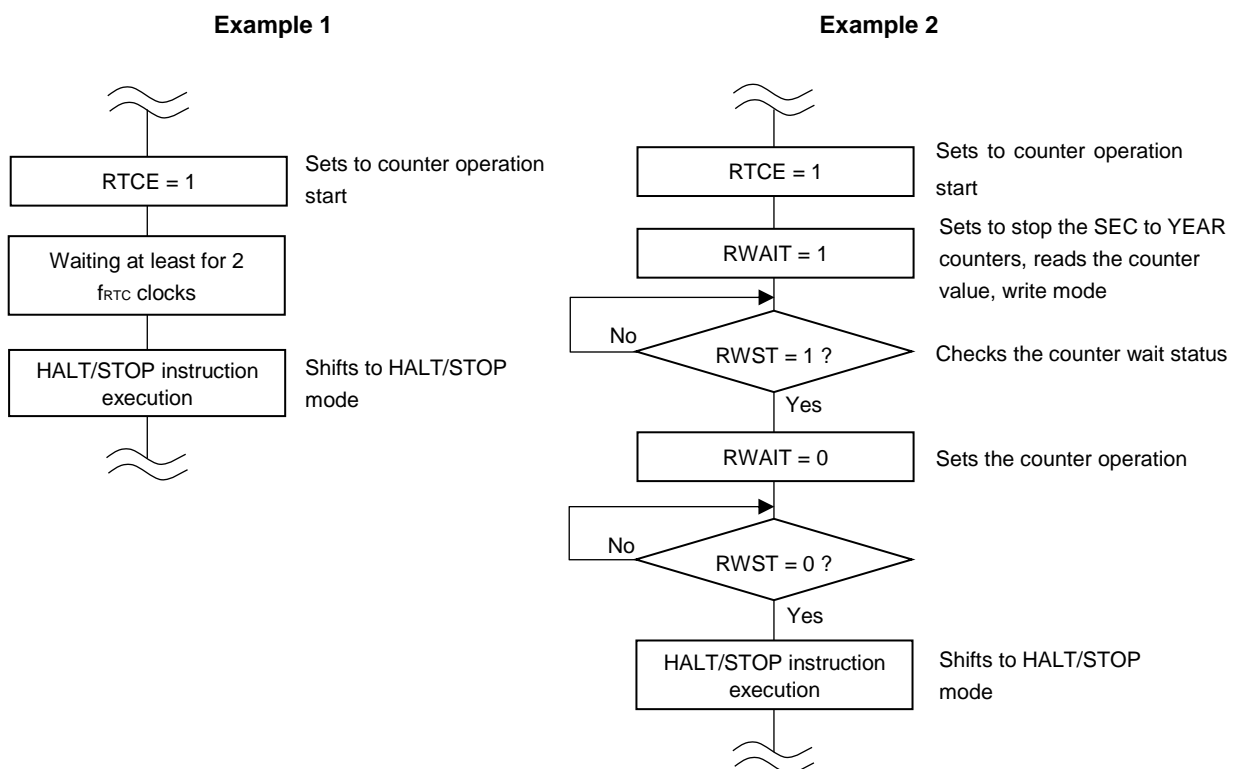 Example 1
RTCE = 1
Sets to counter operation
start
Waiting at least for 2
fRTC clocks
HALT/STOP instruction
execution
Shifts to HALT/STOP
mode
Example 2
RTCE = 1
Sets to counter operation
start
RWAIT = 1
Sets to stop the SEC to YEAR
counters, reads the counter
value, write mode
No
RWST = 1 ?
Checks the counter wait status
Yes
RWAIT = 0
Sets the counter operation
No
RWST = 0 ?
Yes
HALT/STOP instruction
execution
Shifts to HALT/STOP
mode